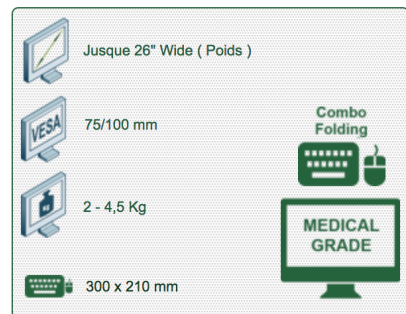 Jusque 26" Wide ( Poids )
VESA
75/100 mm
Combo
Folding
KG
2 - 4,5 Kg
MEDICAL
GRADE
300 x 210 mm